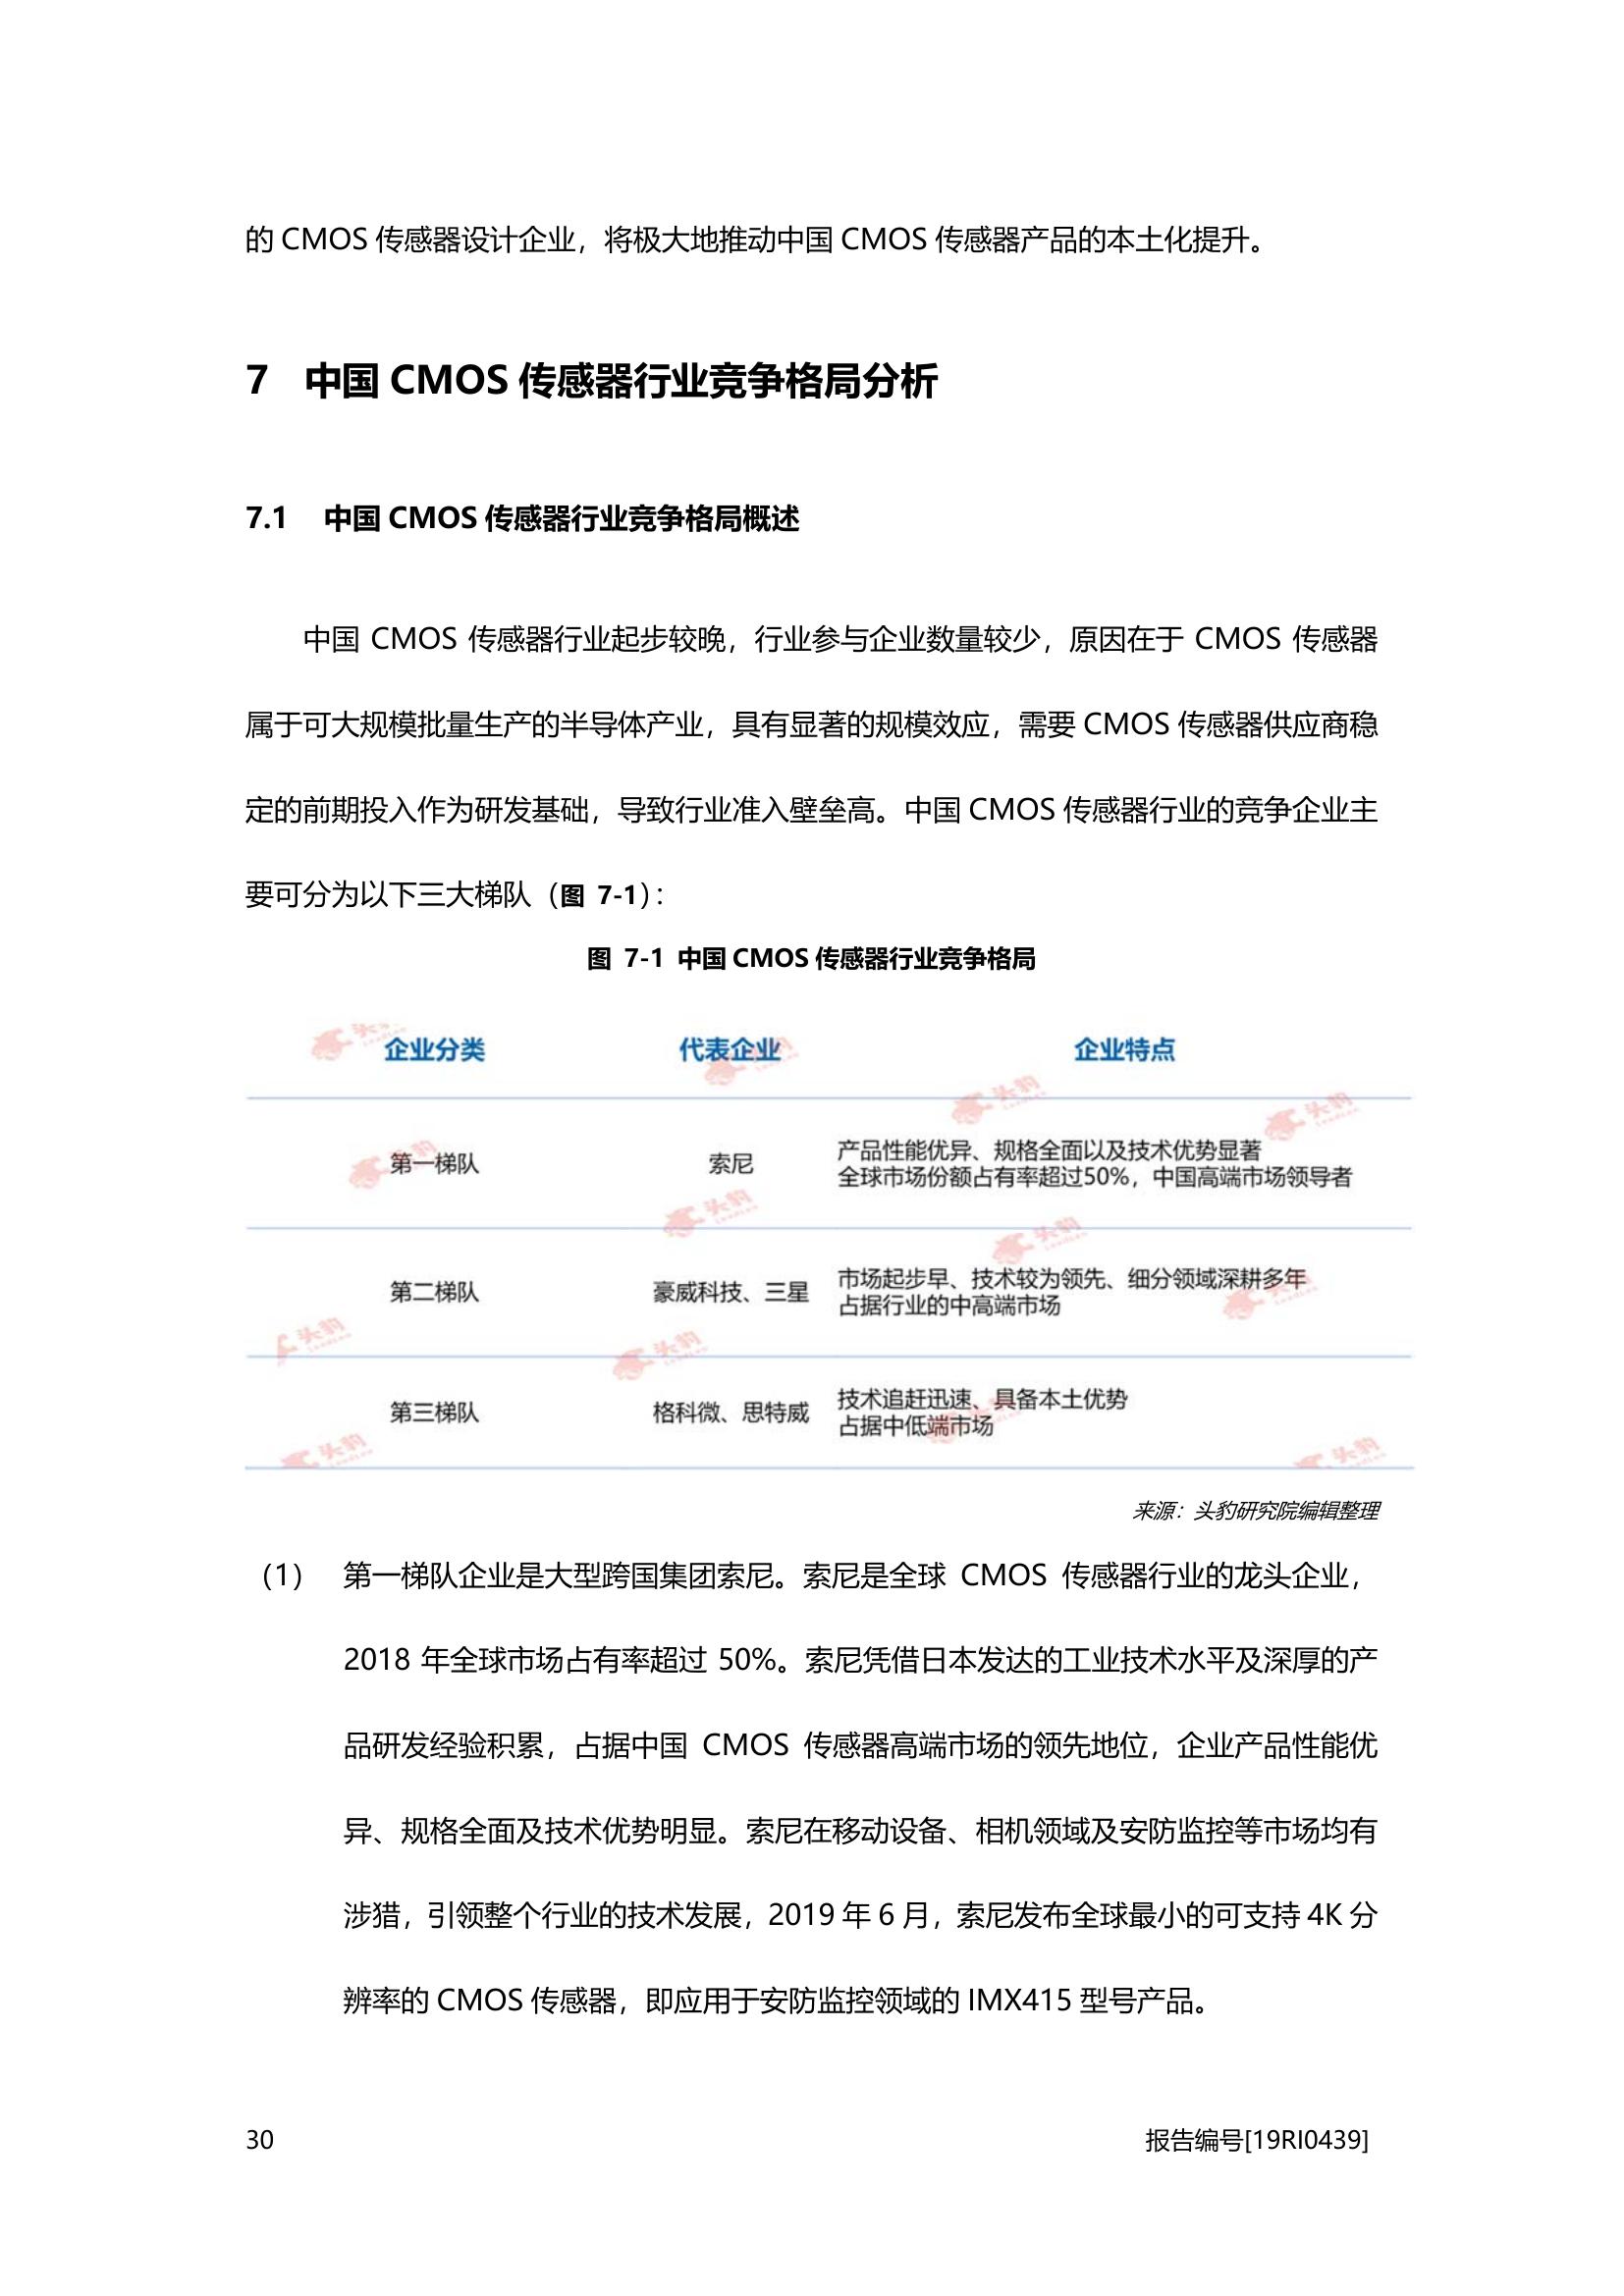 的 CMOS 传感器设计企业，将极大地推动中国 CMOS 传感器产品的本土化提升。
7 中国 CMOS 传感器行业竞争格局分析
7.1 中国 CMOS 传感器行业竞争格局概述
中国 CMOS 传感器行业起步较晚，行业参与企业数量较少，原因在于 CMOS 传感器
属于可大规模批量生产的半导体产业，具有显著的规模效应，需要 CMOS 传感器供应商稳
定的前期投入作为研发基础，导致行业准入壁垒高。中国 CMOS 传感器行业的竞争企业主
要可分为以下三大梯队（图 7-1）：
图 7-1 中国 CMOS 传感器行业竞争格局
企业分类 代表企业 企业特点
第一梯队 索尼 产品性能优异、规格全面以及技术优势显著
全球市场份额占有率超过50%，中国高端市场领导者
第二梯队 豪威科技、三星 市场起步早、技术较为领先、细分领域深耕多年
占据行业的中高端市场
第三梯队 格科微、思特威 技术追赶迅速、具备本土优势
占据中低端市场
来源：头豹研究院编辑整理
（1） 第一梯队企业是大型跨国集团索尼。索尼是全球 CMOS 传感器行业的龙头企业，
2018 年全球市场占有率超过 50%。索尼凭借日本发达的工业技术水平及深厚的产
品研发经验积累，占据中国 CMOS 传感器高端市场的领先地位，企业产品性能优
异、规格全面及技术优势明显。索尼在移动设备、相机领域及安防监控等市场均有
涉猎，引领整个行业的技术发展，2019 年 6 月，索尼发布全球最小的可支持 4K 分
辨率的 CMOS 传感器，即应用于安防监控领域的 IMX415 型号产品。
30 报告编号[19RI0439]